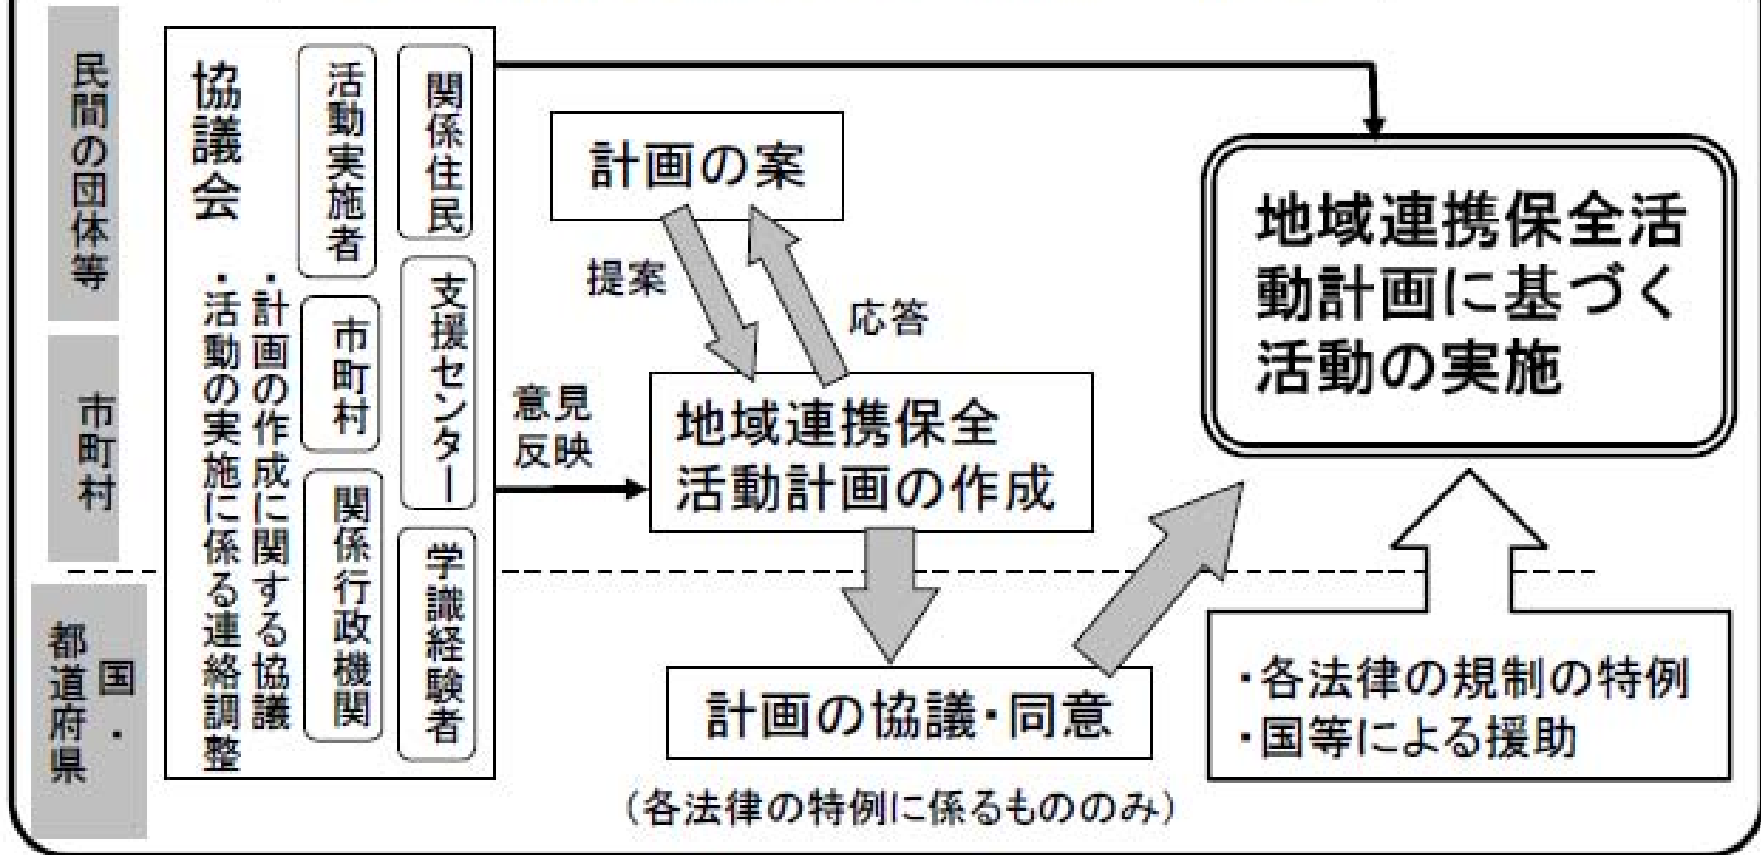 民間の団体等
市町村
国・
都道府県
協議会
・計画の作成に関する協議
・活動の実施に係る連絡調整
活動実施者
関係住民
市町村
支援センター
関係行政機関
学識経験者
計画の案
提案
応答
意見
反映
地域連携保全
活動計画の作成
計画の協議・同意
（各法律の特例に係るもののみ）
地域連携保全活
動計画に基づく
活動の実施
・各法律の規制の特例
・国等による援助